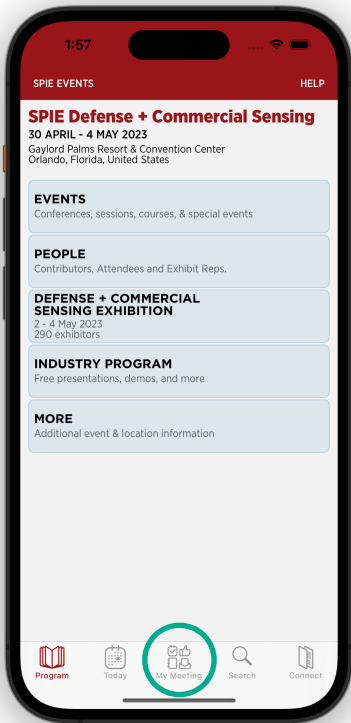 1:57
SPIE EVENTS
HELP
SPIE Defense + Commercial Sensing
30 APRIL - 4 MAY 2023
Gaylord Palms Resort & Convention Center
Orlando, Florida, United States
EVENTS
Conferences, sessions, courses, & special events
PEOPLE
Contributors, Attendees and Exhibit Reps.
DEFENSE + COMMERCIAL
SENSING EXHIBITION
2 - 4 May 2023
290 exhibitors
INDUSTRY PROGRAM
Free presentations, demos, and more
MORE
Additional event & location information
Program
Today
My Meeting
Search
Connect